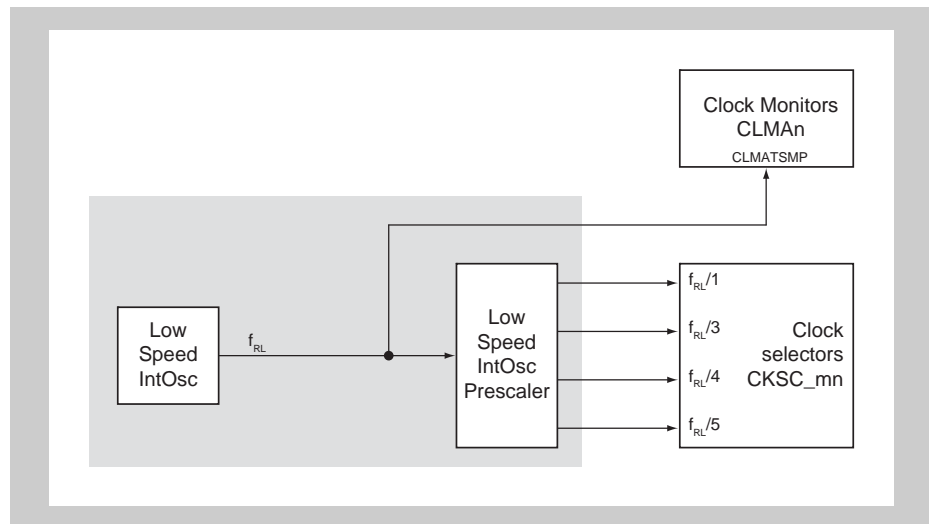 Clock Monitors
CLMAn
CLMATSMP
Low
Speed
IntOsc
f_RL
Low
Speed
IntOsc
Prescaler
f_RL/1
f_RL/3
f_RL/4
f_RL/5
Clock
selectors
CKSC_mn